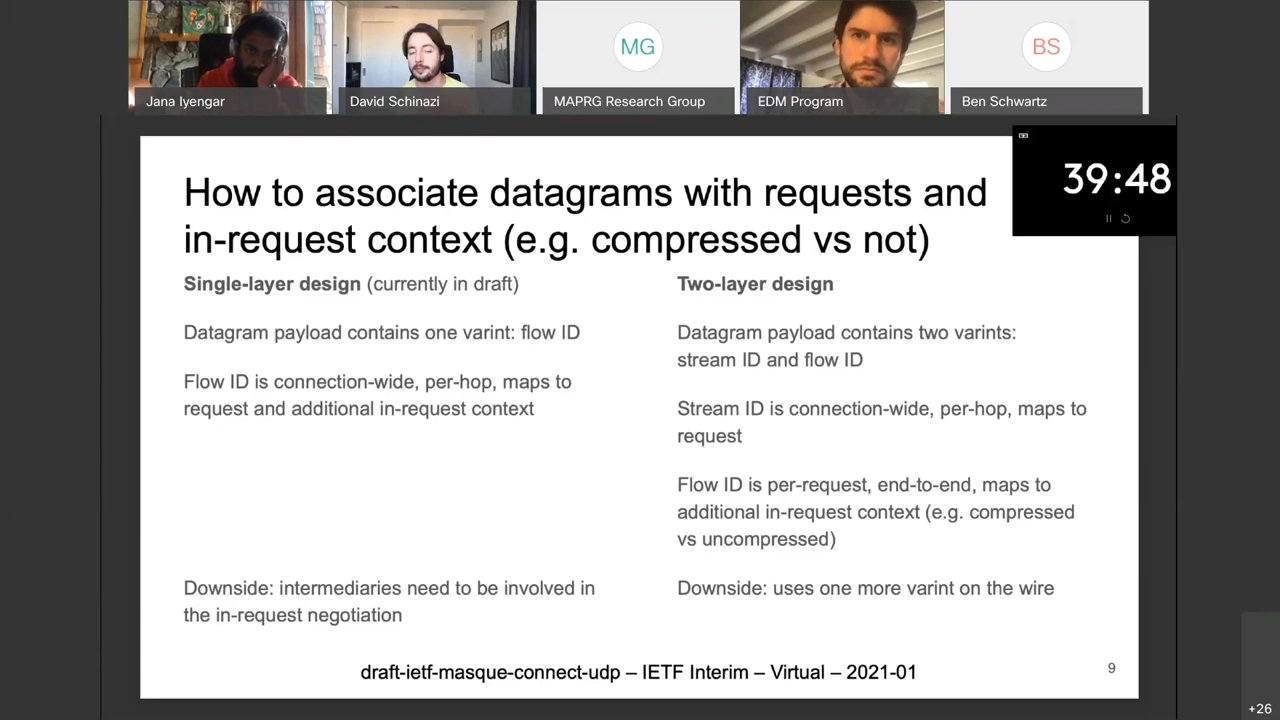 Jana Iyengar
David Schinazi
MG
MAPRG Research Group
EDM Program
BS
Ben Schwartz
39:48
How to associate datagrams with requests and
in-request context (e.g. compressed vs not)
Single-layer design (currently in draft)
Datagram payload contains one varint: flow ID
Flow ID is connection-wide, per-hop, maps to
request and additional in-request context
Downside: intermediaries need to be involved in
the in-request negotiation
Two-layer design
Datagram payload contains two varints:
stream ID and flow ID
Stream ID is connection-wide, per-hop, maps to
request
Flow ID is per-request, end-to-end, maps to
additional in-request context (e.g. compressed
vs uncompressed)
Downside: uses one more varint on the wire
draft-ietf-masque-connect-udp – IETF Interim – Virtual – 2021-01
9
+26